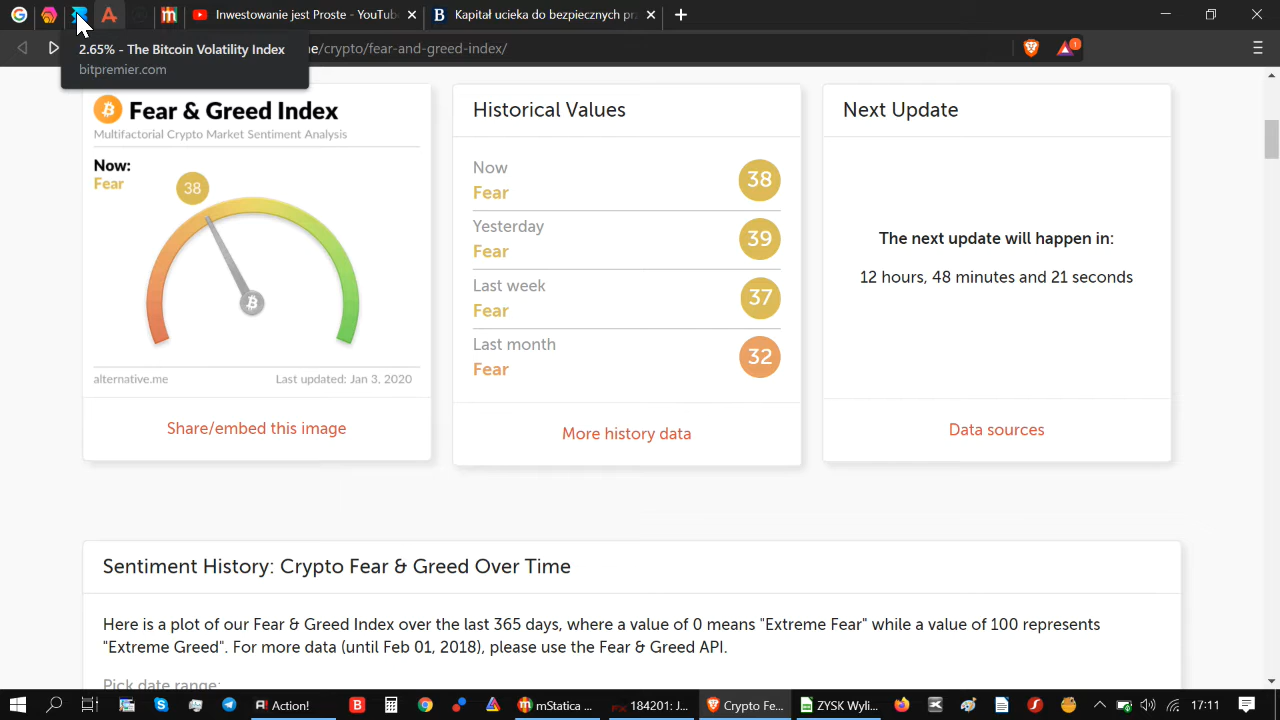 Inwestowanie jest Proste - YouTube
Kapitał ucieka do bezpiecznych prz
e/crypto/fear-and-greed-index/
1
2.65% - The Bitcoin Volatility Index
bitpremier.com
Fear & Greed Index
Multifactorial Crypto Market Sentiment Analysis
Now:
Fear
38
alternative.me
Last updated: Jan 3, 2020
Share/embed this image
Historical Values
Now
Fear
38
Yesterday
Fear
39
Last week
Fear
37
Last month
Fear
32
More history data
Next Update
The next update will happen in:
12 hours, 48 minutes and 21 seconds
Data sources
Sentiment History: Crypto Fear & Greed Over Time
Here is a plot of our Fear & Greed Index over the last 365 days, where a value of 0 means "Extreme Fear" while a value of 100 represents
"Extreme Greed". For more data (until Feb 01, 2018), please use the Fear & Greed API.
Pick date range:
Action!
mStatica ...
184201: J...
Crypto Fe...
ZYSK Wyli...
17:11